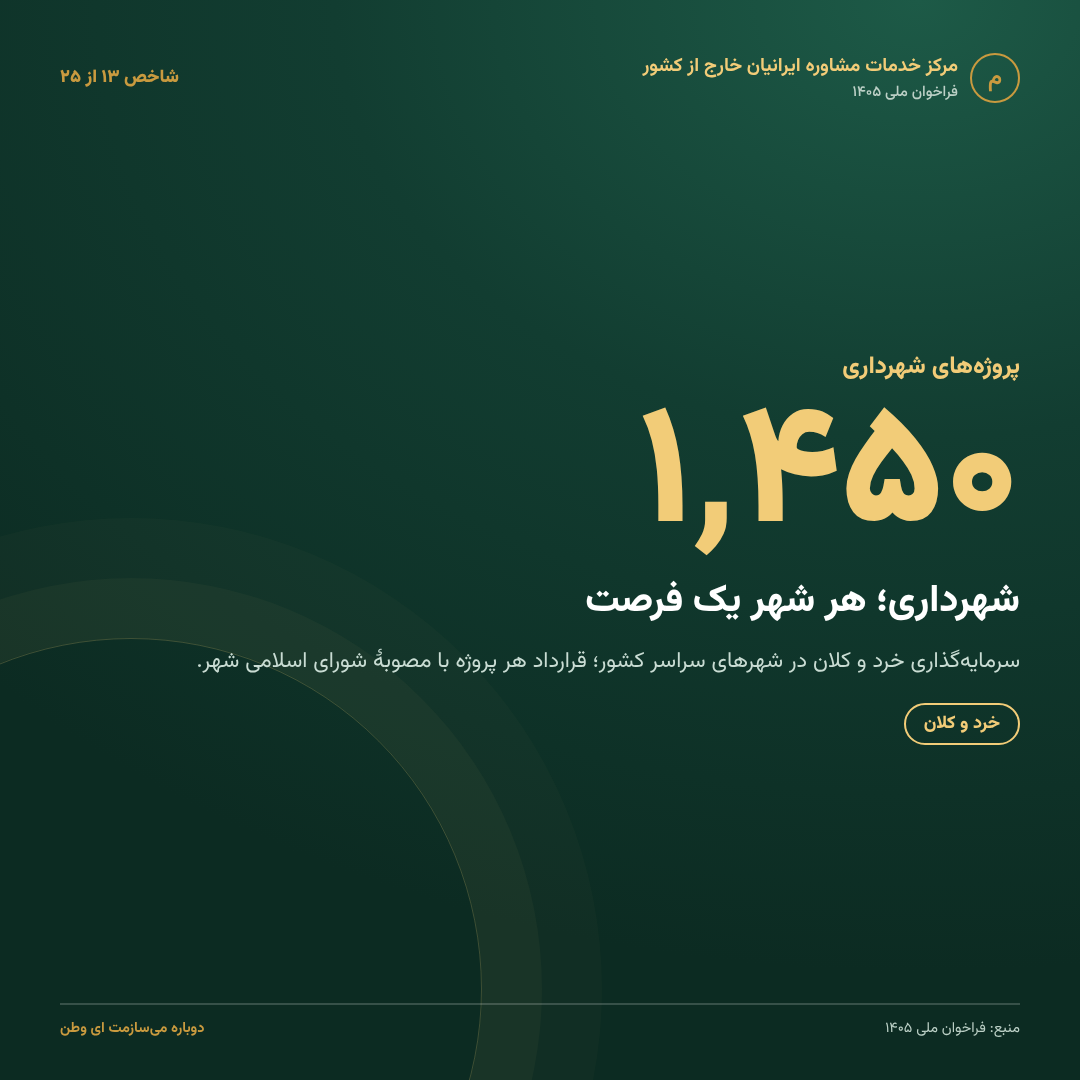 م
مرکز خدمات مشاوره ایرانیان خارج از کشور
فراخوان ملی ۱۴۰۵
شاخص ۱۳ از ۲۵
پروژه‌های شهرداری
۱,۴۵۰
شهرداری؛ هر شهر یک فرصت
سرمایه‌گذاری خرد و کلان در شهرهای سراسر کشور؛ قرارداد هر پروژه با مصوبهٔ شورای اسلامی شهر.
خرد و کلان
منبع: فراخوان ملی ۱۴۰۵
دوباره می‌سازمت ای وطن